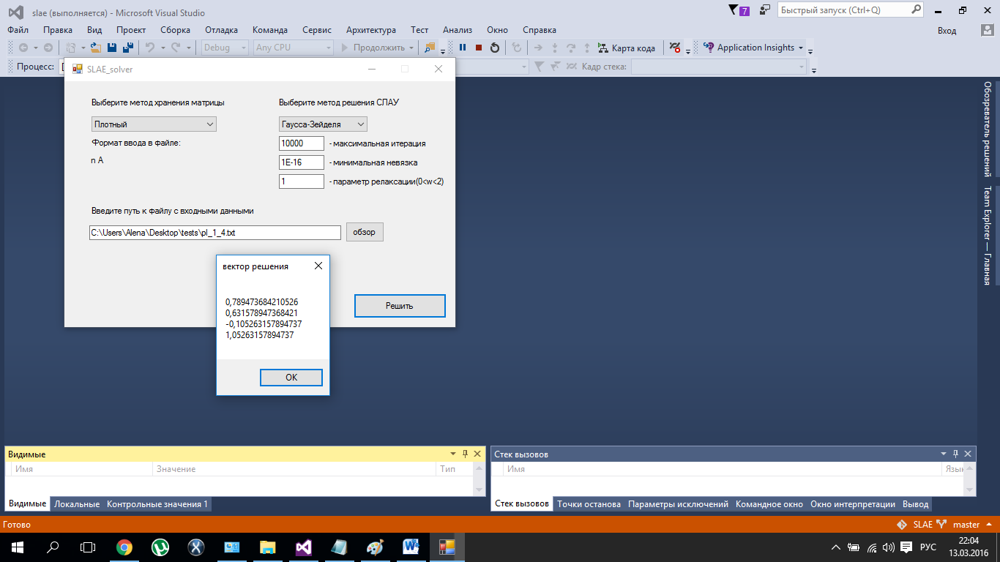 slae (выполняется) - Microsoft Visual Studio
7
Быстрый запуск (Ctrl+Q)
Файл Правка Вид Проект Сборка Отладка Команда Сервис Архитектура Тест Анализ Окно Справка
Вход
Debug Any CPU Продолжить Карта кода Application Insights
Процесс:
Кадр стека:
SLAE_solver
Выберите метод хранения матрицы
Выберите метод решения СЛАУ
Плотный
Гаусса-Зейделя
Формат ввода в файле:
10000 - максимальная итерация
n A
1E-16 - минимальная невязка
1 - параметр релаксации(0<w<2)
Введите путь к файлу с входными данными
C:\Users\Alena\Desktop\tests\pl_1_4.txt
обзор
вектор решения
0,789473684210526
0,631578947368421
-0,105263157894737
1,05263157894737
OK
Решить
Обозреватель решений
Team Explorer — Главная
Видимые
Имя Значение Тип
Видимые Локальные Контрольные значения 1
Стек вызовов
Имя Язык
Стек вызовов Точки останова Параметры исключений Командное окно Окно интерпретации Вывод
Готово
SLAE master
РУС
22:04
13.03.2016